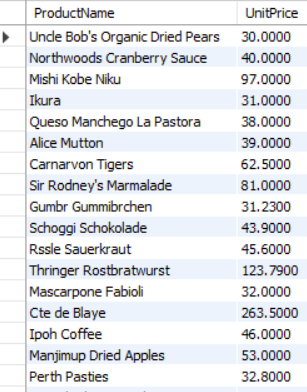 ProductName UnitPrice
Uncle Bob's Organic Dried Pears 30.0000
Northwoods Cranberry Sauce 40.0000
Mishi Kobe Niku 97.0000
Ikura 31.0000
Queso Manchego La Pastora 38.0000
Alice Mutton 39.0000
Carnarvon Tigers 62.5000
Sir Rodney's Marmalade 81.0000
Gumbr Gummibrchen 31.2300
Schoggi Schokolade 43.9000
Rssle Sauerkraut 45.6000
Thringer Rostbratwurst 123.7900
Mascarpone Fabioli 32.0000
Cte de Blaye 263.5000
Ipoh Coffee 46.0000
Manjimup Dried Apples 53.0000
Perth Pasties 32.8000